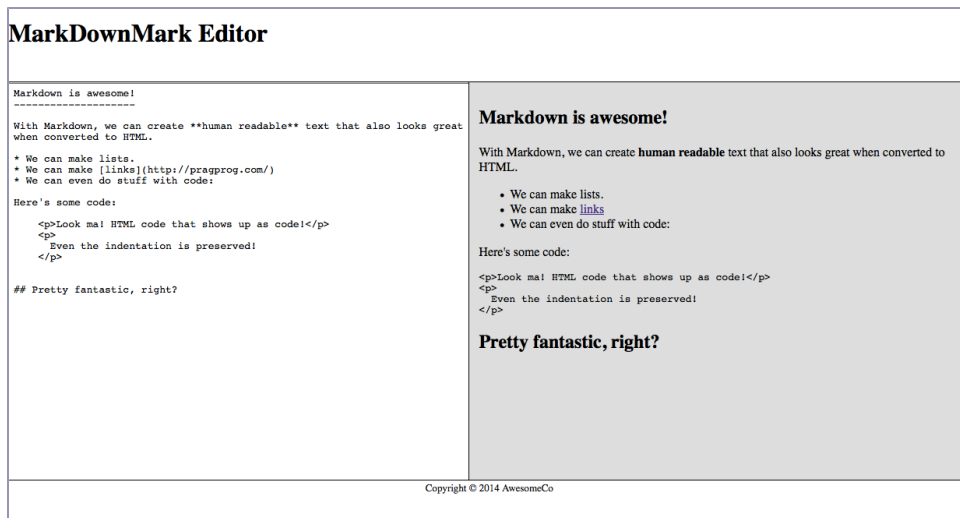 MarkDownMark Editor
Markdown is awesome!
--------------------
With Markdown, we can create **human readable** text that also looks great
when converted to HTML.
* We can make lists.
* We can make [links](http://pragprog.com/)
* We can even do stuff with code:
Here's some code:
    <p>Look ma! HTML code that shows up as code!</p>
    <p>
      Even the indentation is preserved!
    </p>
## Pretty fantastic, right?
Markdown is awesome!
With Markdown, we can create human readable text that also looks great when converted to
HTML.
• We can make lists.
• We can make links
• We can even do stuff with code:
Here's some code:
<p>Look ma! HTML code that shows up as code!</p>
<p>
  Even the indentation is preserved!
</p>
Pretty fantastic, right?
Copyright © 2014 AwesomeCo